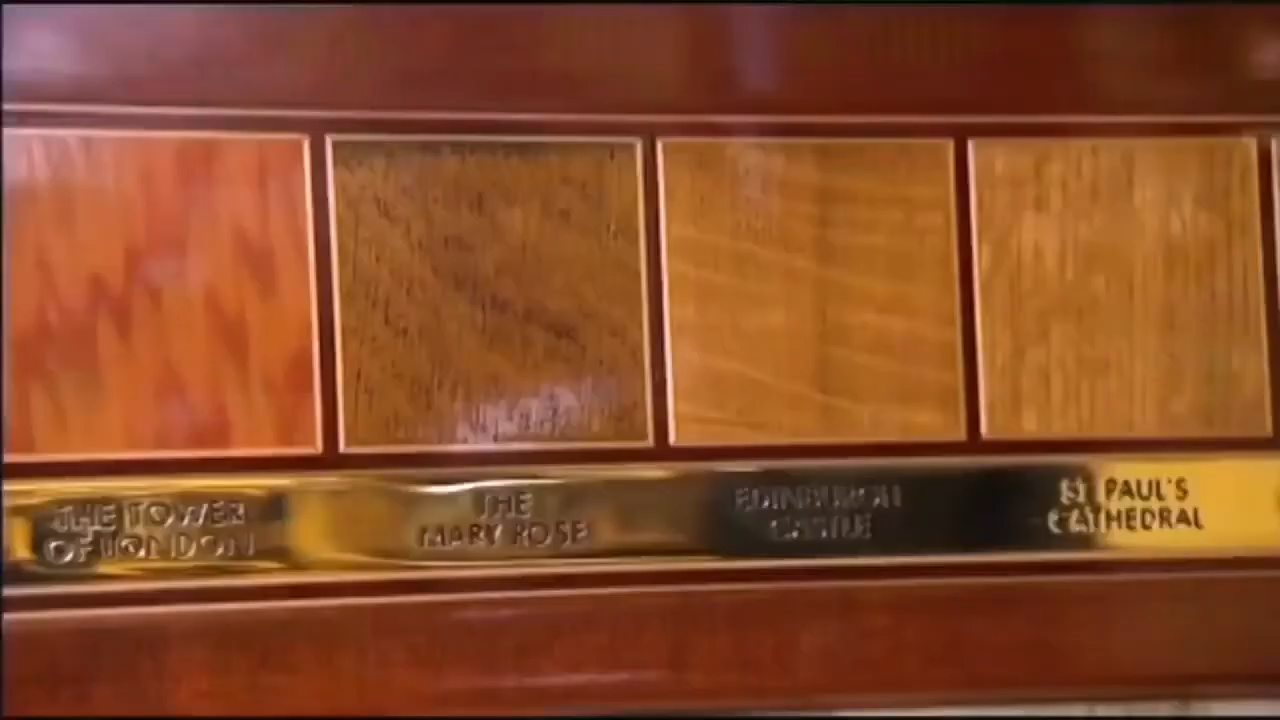 THE TOWER
OF LONDON
THE
MARY ROSE
EDINBURGH
CASTLE
ST PAUL'S
CATHEDRAL